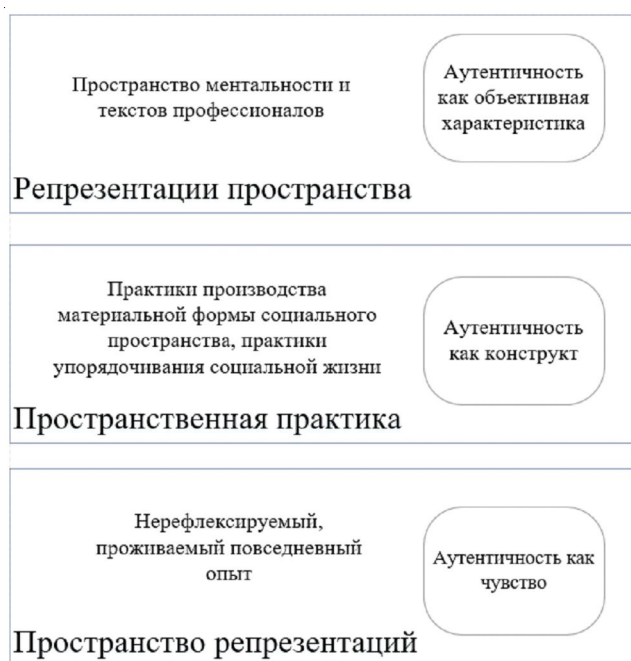 Пространство ментальности и
текстов профессионалов
Аутентичность
как объективная
характеристика
Репрезентации пространства
Практики производства
материальной формы социального
пространства, практики
упорядочивания социальной жизни
Аутентичность
как конструкт
Пространственная практика
Нерефлексируемый,
проживаемый повседневный
опыт
Аутентичность как
чувство
Пространство репрезентаций